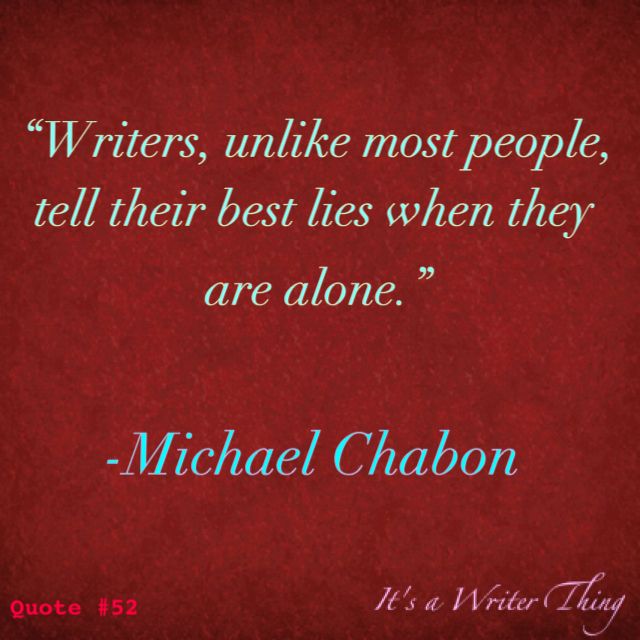 “Writers, unlike most people,
tell their best lies when they
are alone.”
-Michael Chabon
Quote #52
It's a Writer Thing